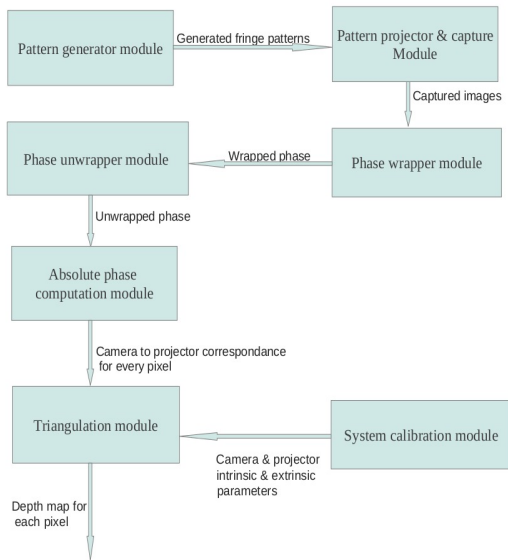 Pattern generator module
Generated fringe patterns
Pattern projector & capture
Module
Captured images
Phase wrapper module
Wrapped phase
Phase unwrapper module
Unwrapped phase
Absolute phase
computation module
Camera to projector correspondance
for every pixel
Triangulation module
System calibration module
Camera & projector
intrinsic & extrinsic
parameters
Depth map for
each pixel